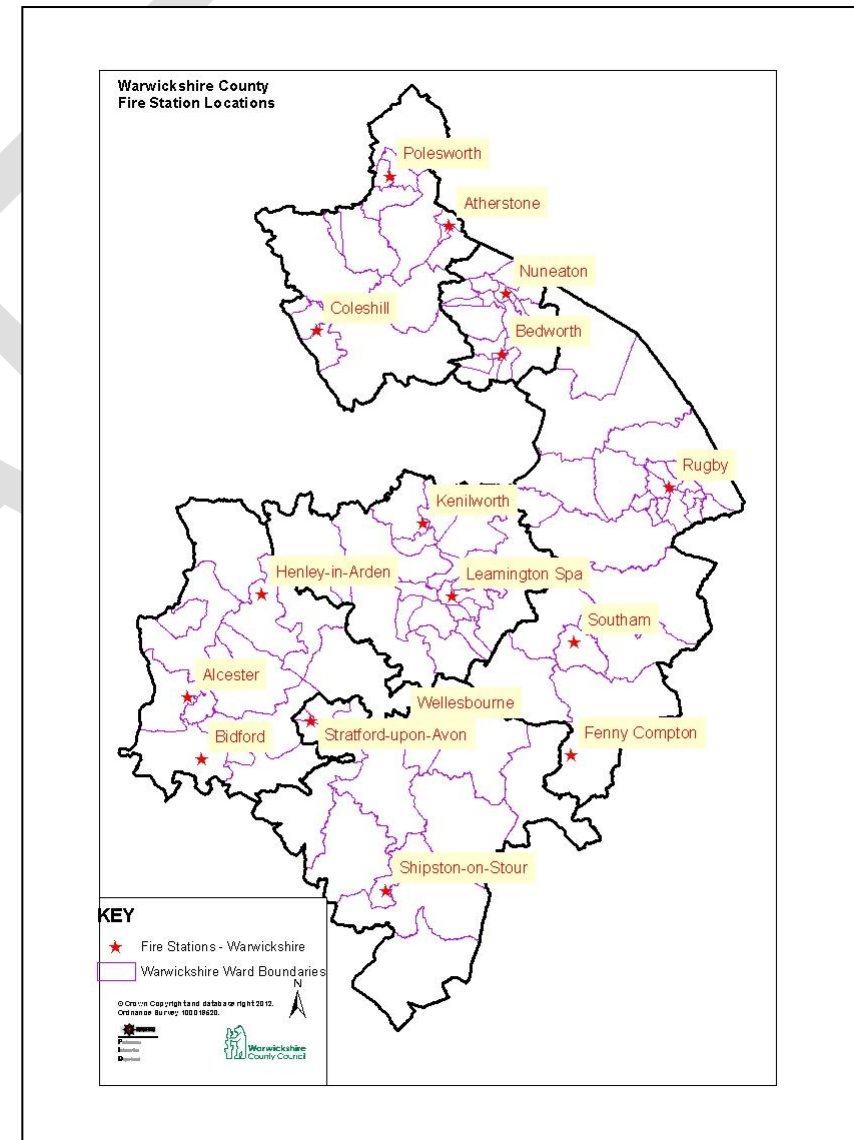 Warwickshire County
Fire Station Locations
Polesworth
Atherstone
Nuneaton
Coleshill
Bedworth
Rugby
Kenilworth
Henley-in-Arden
Leamington Spa
Southam
Alcester
Wellesbourne
Bidford
Stratford-upon-Avon
Fenny Compton
Shipston-on-Stour
KEY
Fire Stations - Warwickshire
Warwickshire Ward Boundaries
N
© Crown Copyright and database right 2012.
Ordnance Survey 100019520.
Warwickshire
County Council